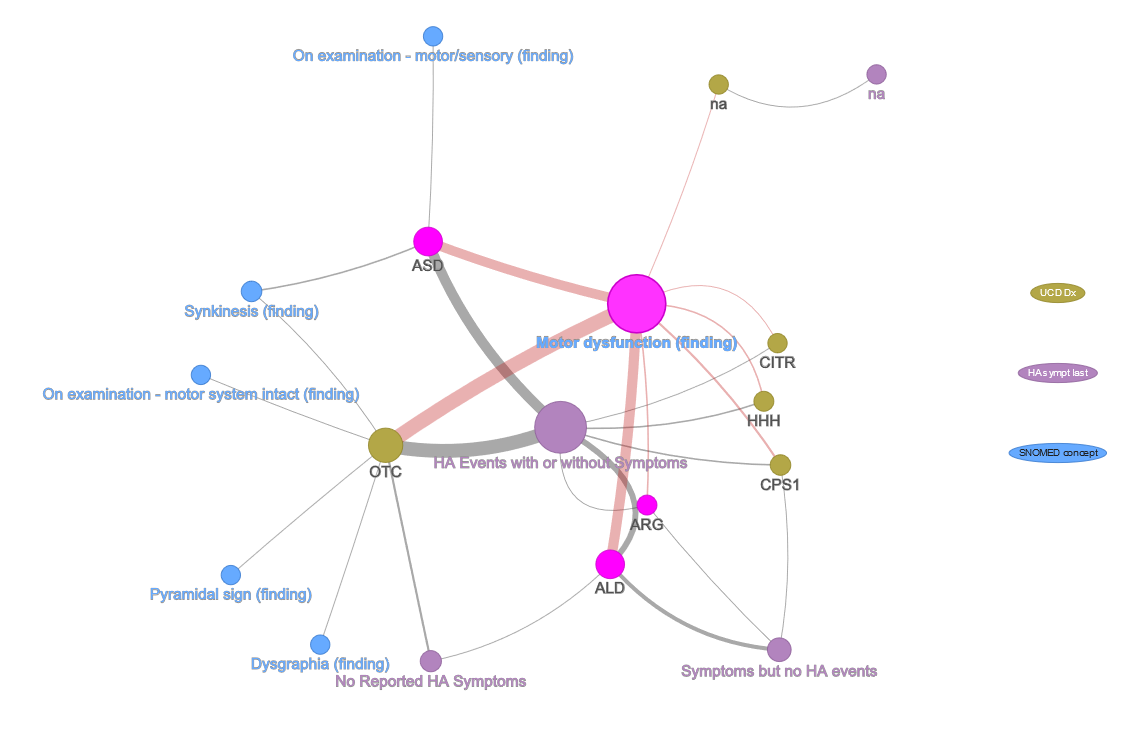 On examination - motor/sensory (finding)
na
na
ASD
UCD Dx
Synkinesis (finding)
Motor dysfunction (finding)
CITR
HA sympt last
On examination - motor system intact (finding)
HHH
SNOMED concept
OTC
HA Events with or without Symptoms
CPS1
ARG
ALD
Pyramidal sign (finding)
Dysgraphia (finding)
No Reported HA Symptoms
Symptoms but no HA events